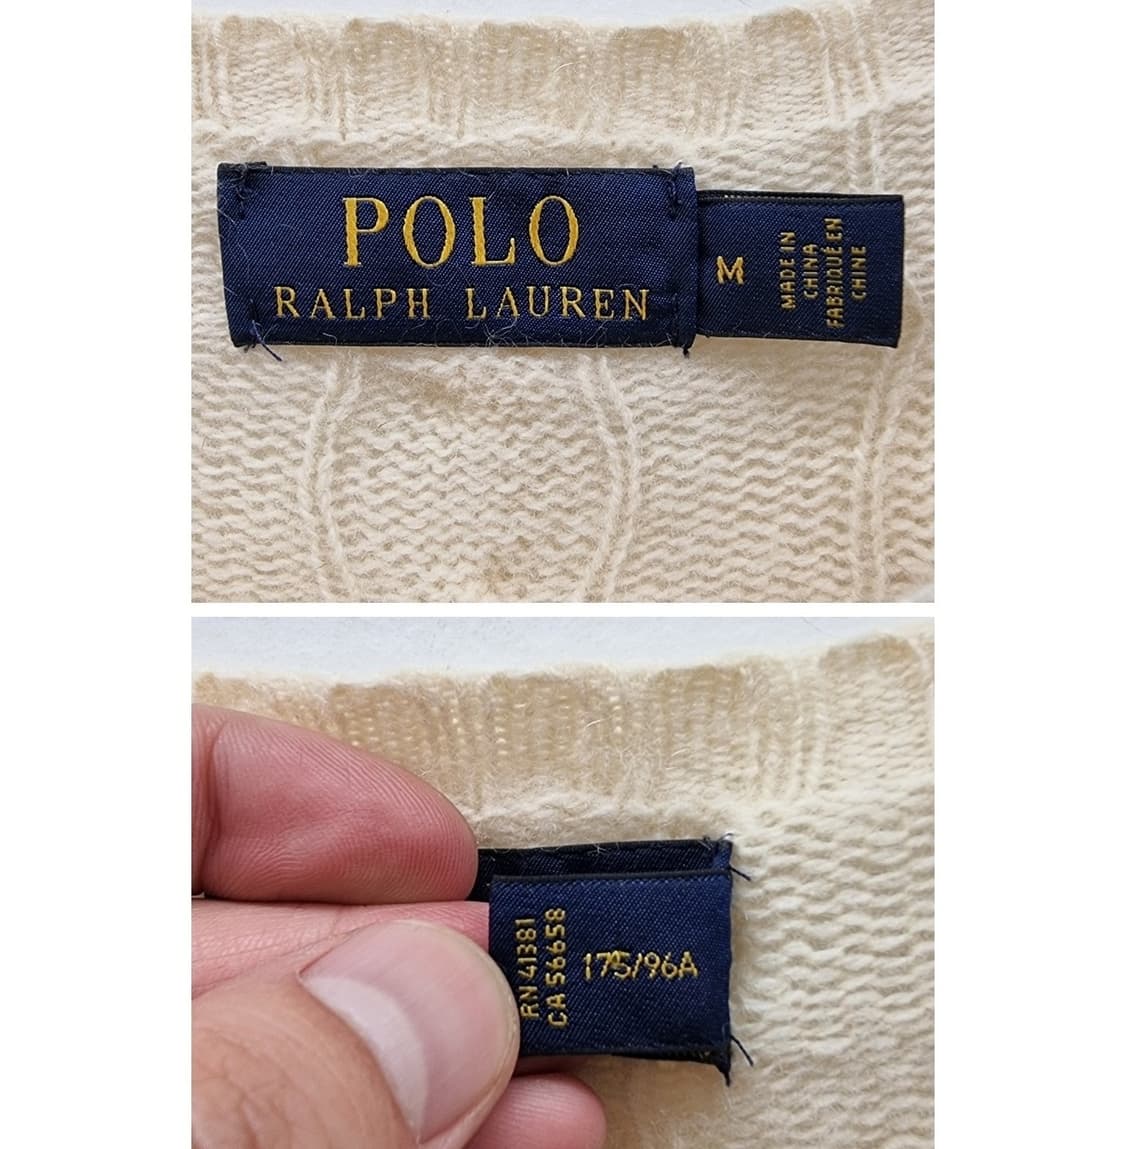 POLO
RALPH LAUREN
M
MADE IN
CHINA
FABRIQUÉ EN
CHINE
RN 41381
CA 56658
175/96A